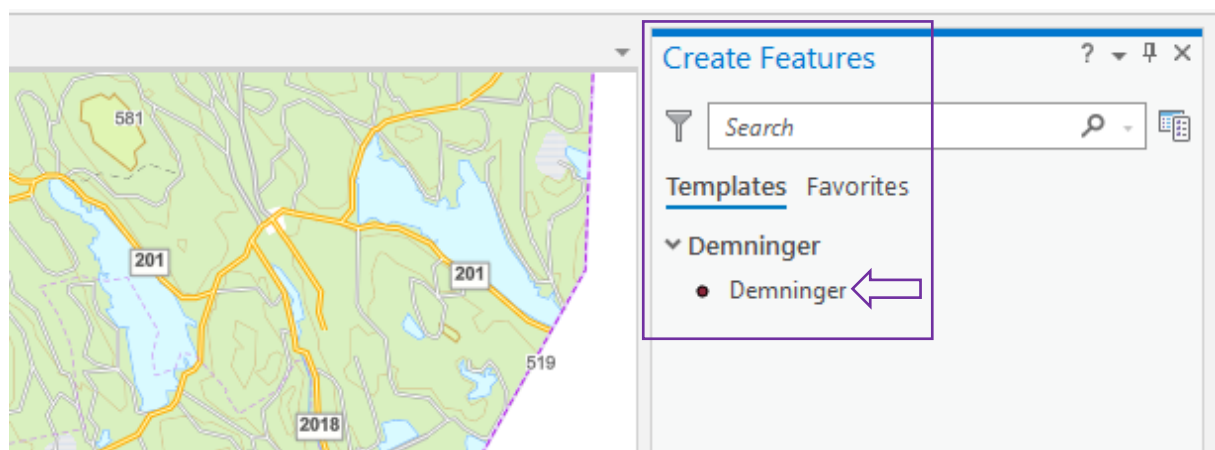 581
201
201
519
2018
Create Features
?
Search
Templates Favorites
Demninger
Demninger